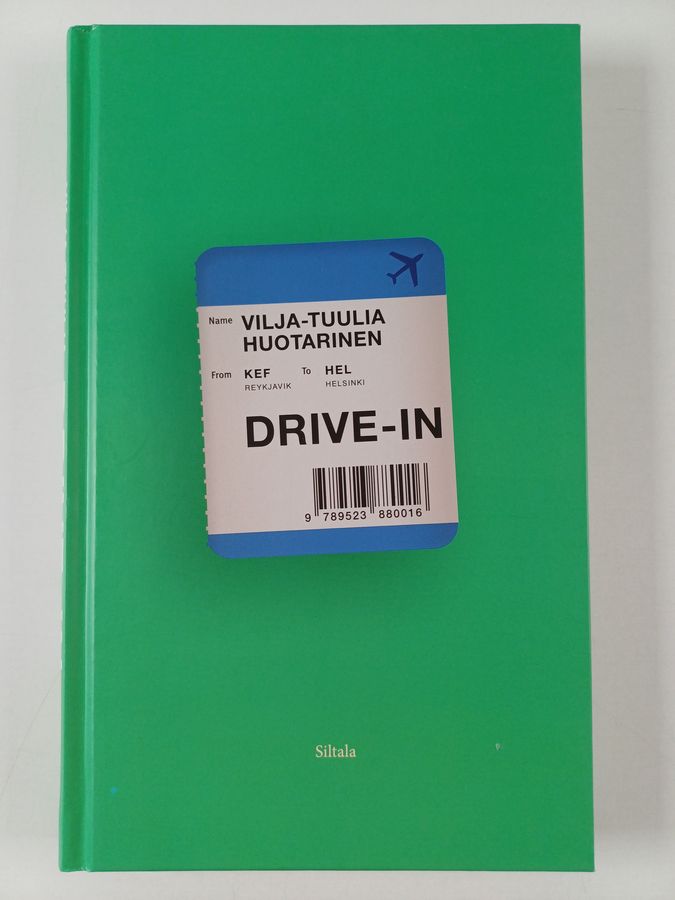 Name VILJA-TUULIA
HUOTARINEN
From KEF To HEL
REYKJAVIK HELSINKI
DRIVE-IN
9 789523 880016
Siltala